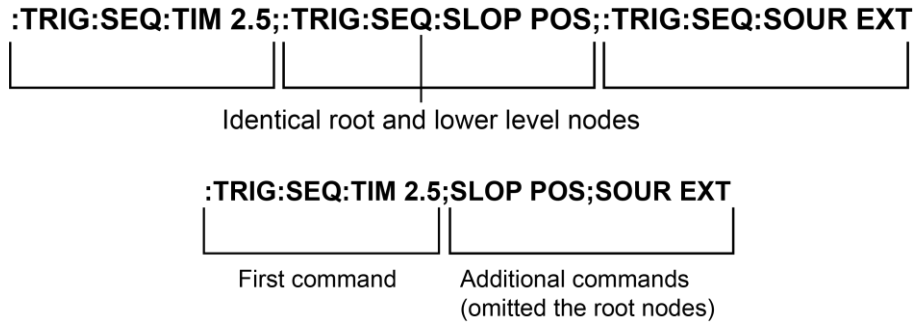 :TRIG:SEQ:TIM 2.5;:TRIG:SEQ:SLOP POS;:TRIG:SEQ:SOUR EXT
Identical root and lower level nodes
:TRIG:SEQ:TIM 2.5;SLOP POS;SOUR EXT
First command
Additional commands
(omitted the root nodes)